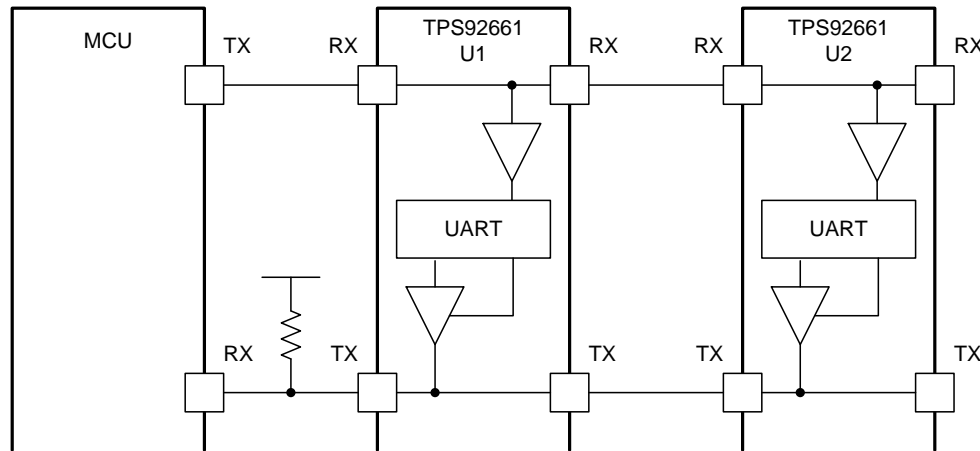 MCU
TX
RX
TPS92661
U1
RX
RX
TPS92661
U2
RX
UART
UART
RX
TX
TX
TX
TX